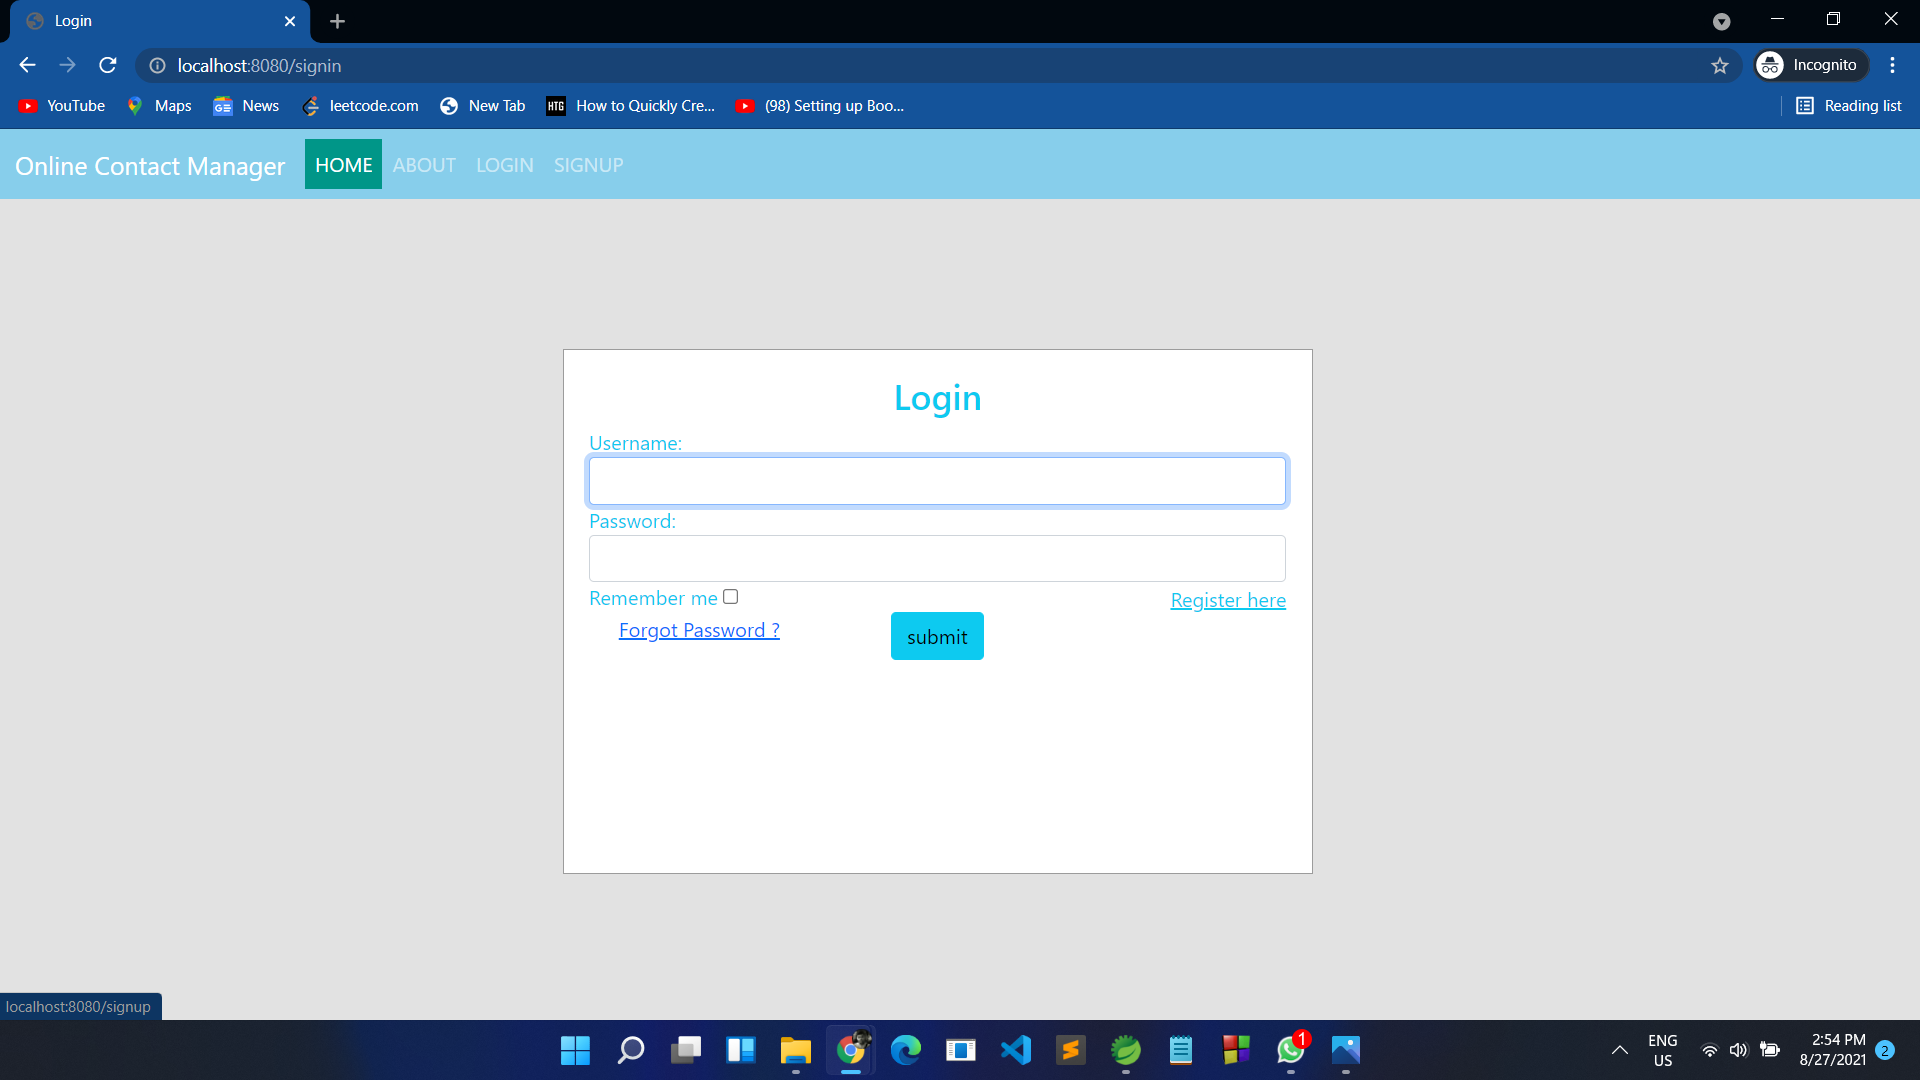 Login
localhost:8080/signin
Incognito
YouTube Maps News leetcode.com New Tab HTG How to Quickly Cre... (98) Setting up Boo... Reading list
Online Contact Manager HOME ABOUT LOGIN SIGNUP
Login
Username:
Password:
Remember me Register here
Forgot Password ? submit
localhost:8080/signup
1
ENG
US
2:54 PM
8/27/2021
2